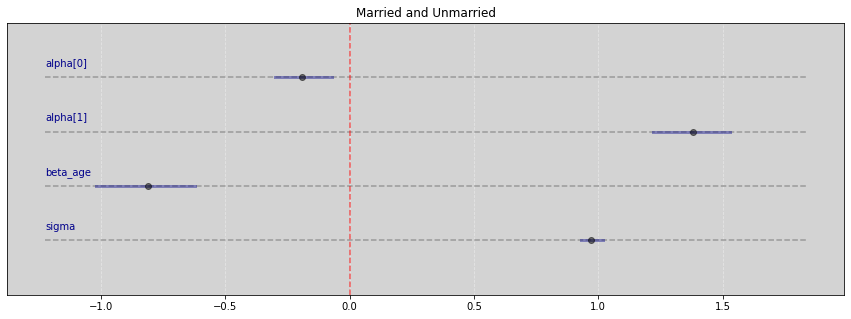 Married and Unmarried
alpha[0]
alpha[1]
beta_age
sigma
−1.0 −0.5 0.0 0.5 1.0 1.5